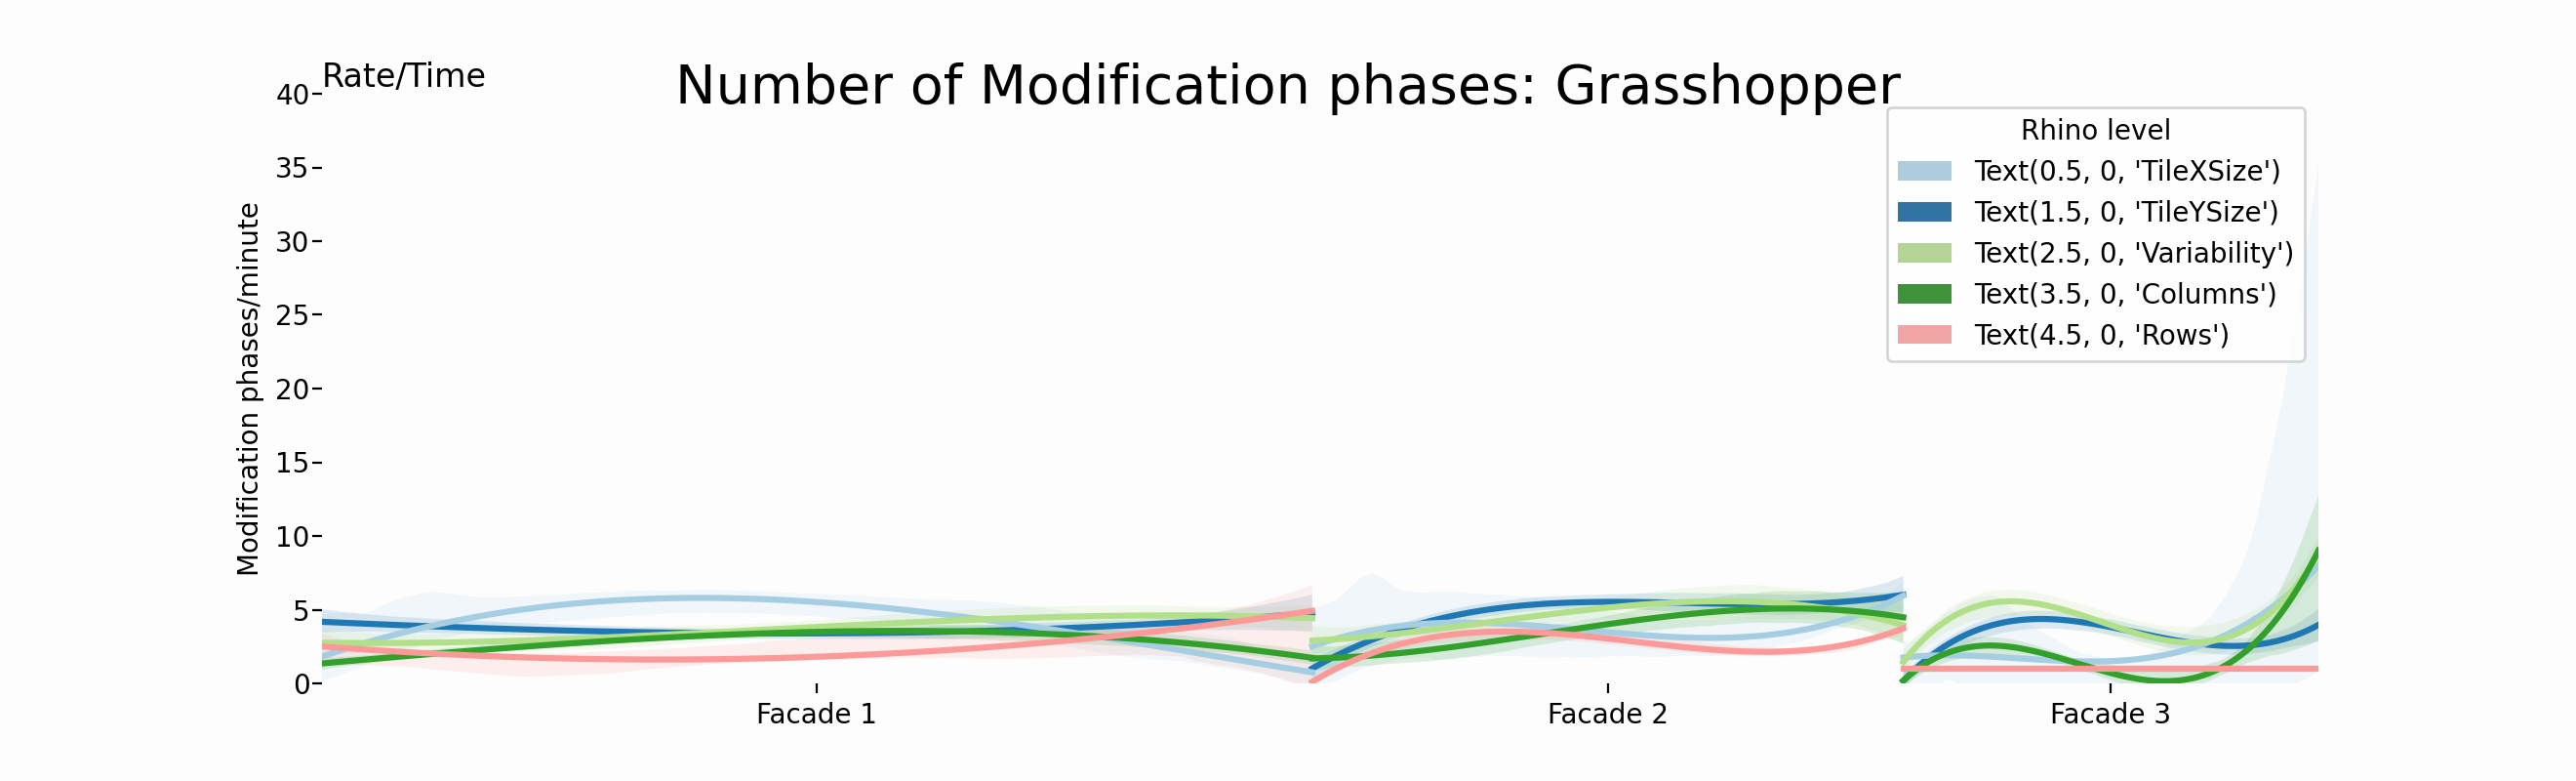 Rate/Time
Number of Modification phases: Grasshopper
Modification phases/minute
40
35
30
25
20
15
10
5
0
Rhino level
Text(0.5, 0, 'TileXSize')
Text(1.5, 0, 'TileYSize')
Text(2.5, 0, 'Variability')
Text(3.5, 0, 'Columns')
Text(4.5, 0, 'Rows')
Facade 1
Facade 2
Facade 3